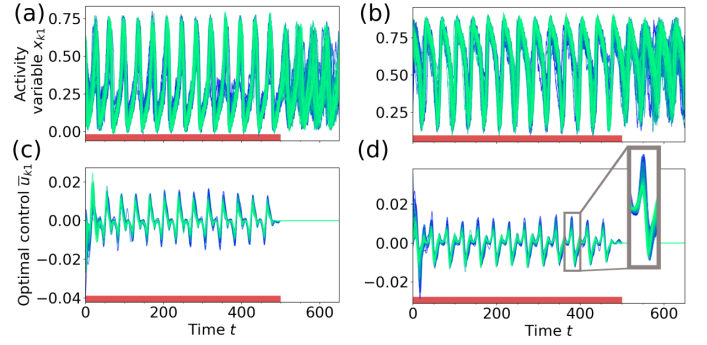 (a)
(b)
Activity
variable x_k1
0.75
0.50
0.25
0.00
0.75
0.50
0.25
(c)
(d)
Optimal control u̅_k1
0.02
0.00
−0.02
−0.04
0.02
0.00
−0.02
0
200
400
600
Time t
0
200
400
600
Time t